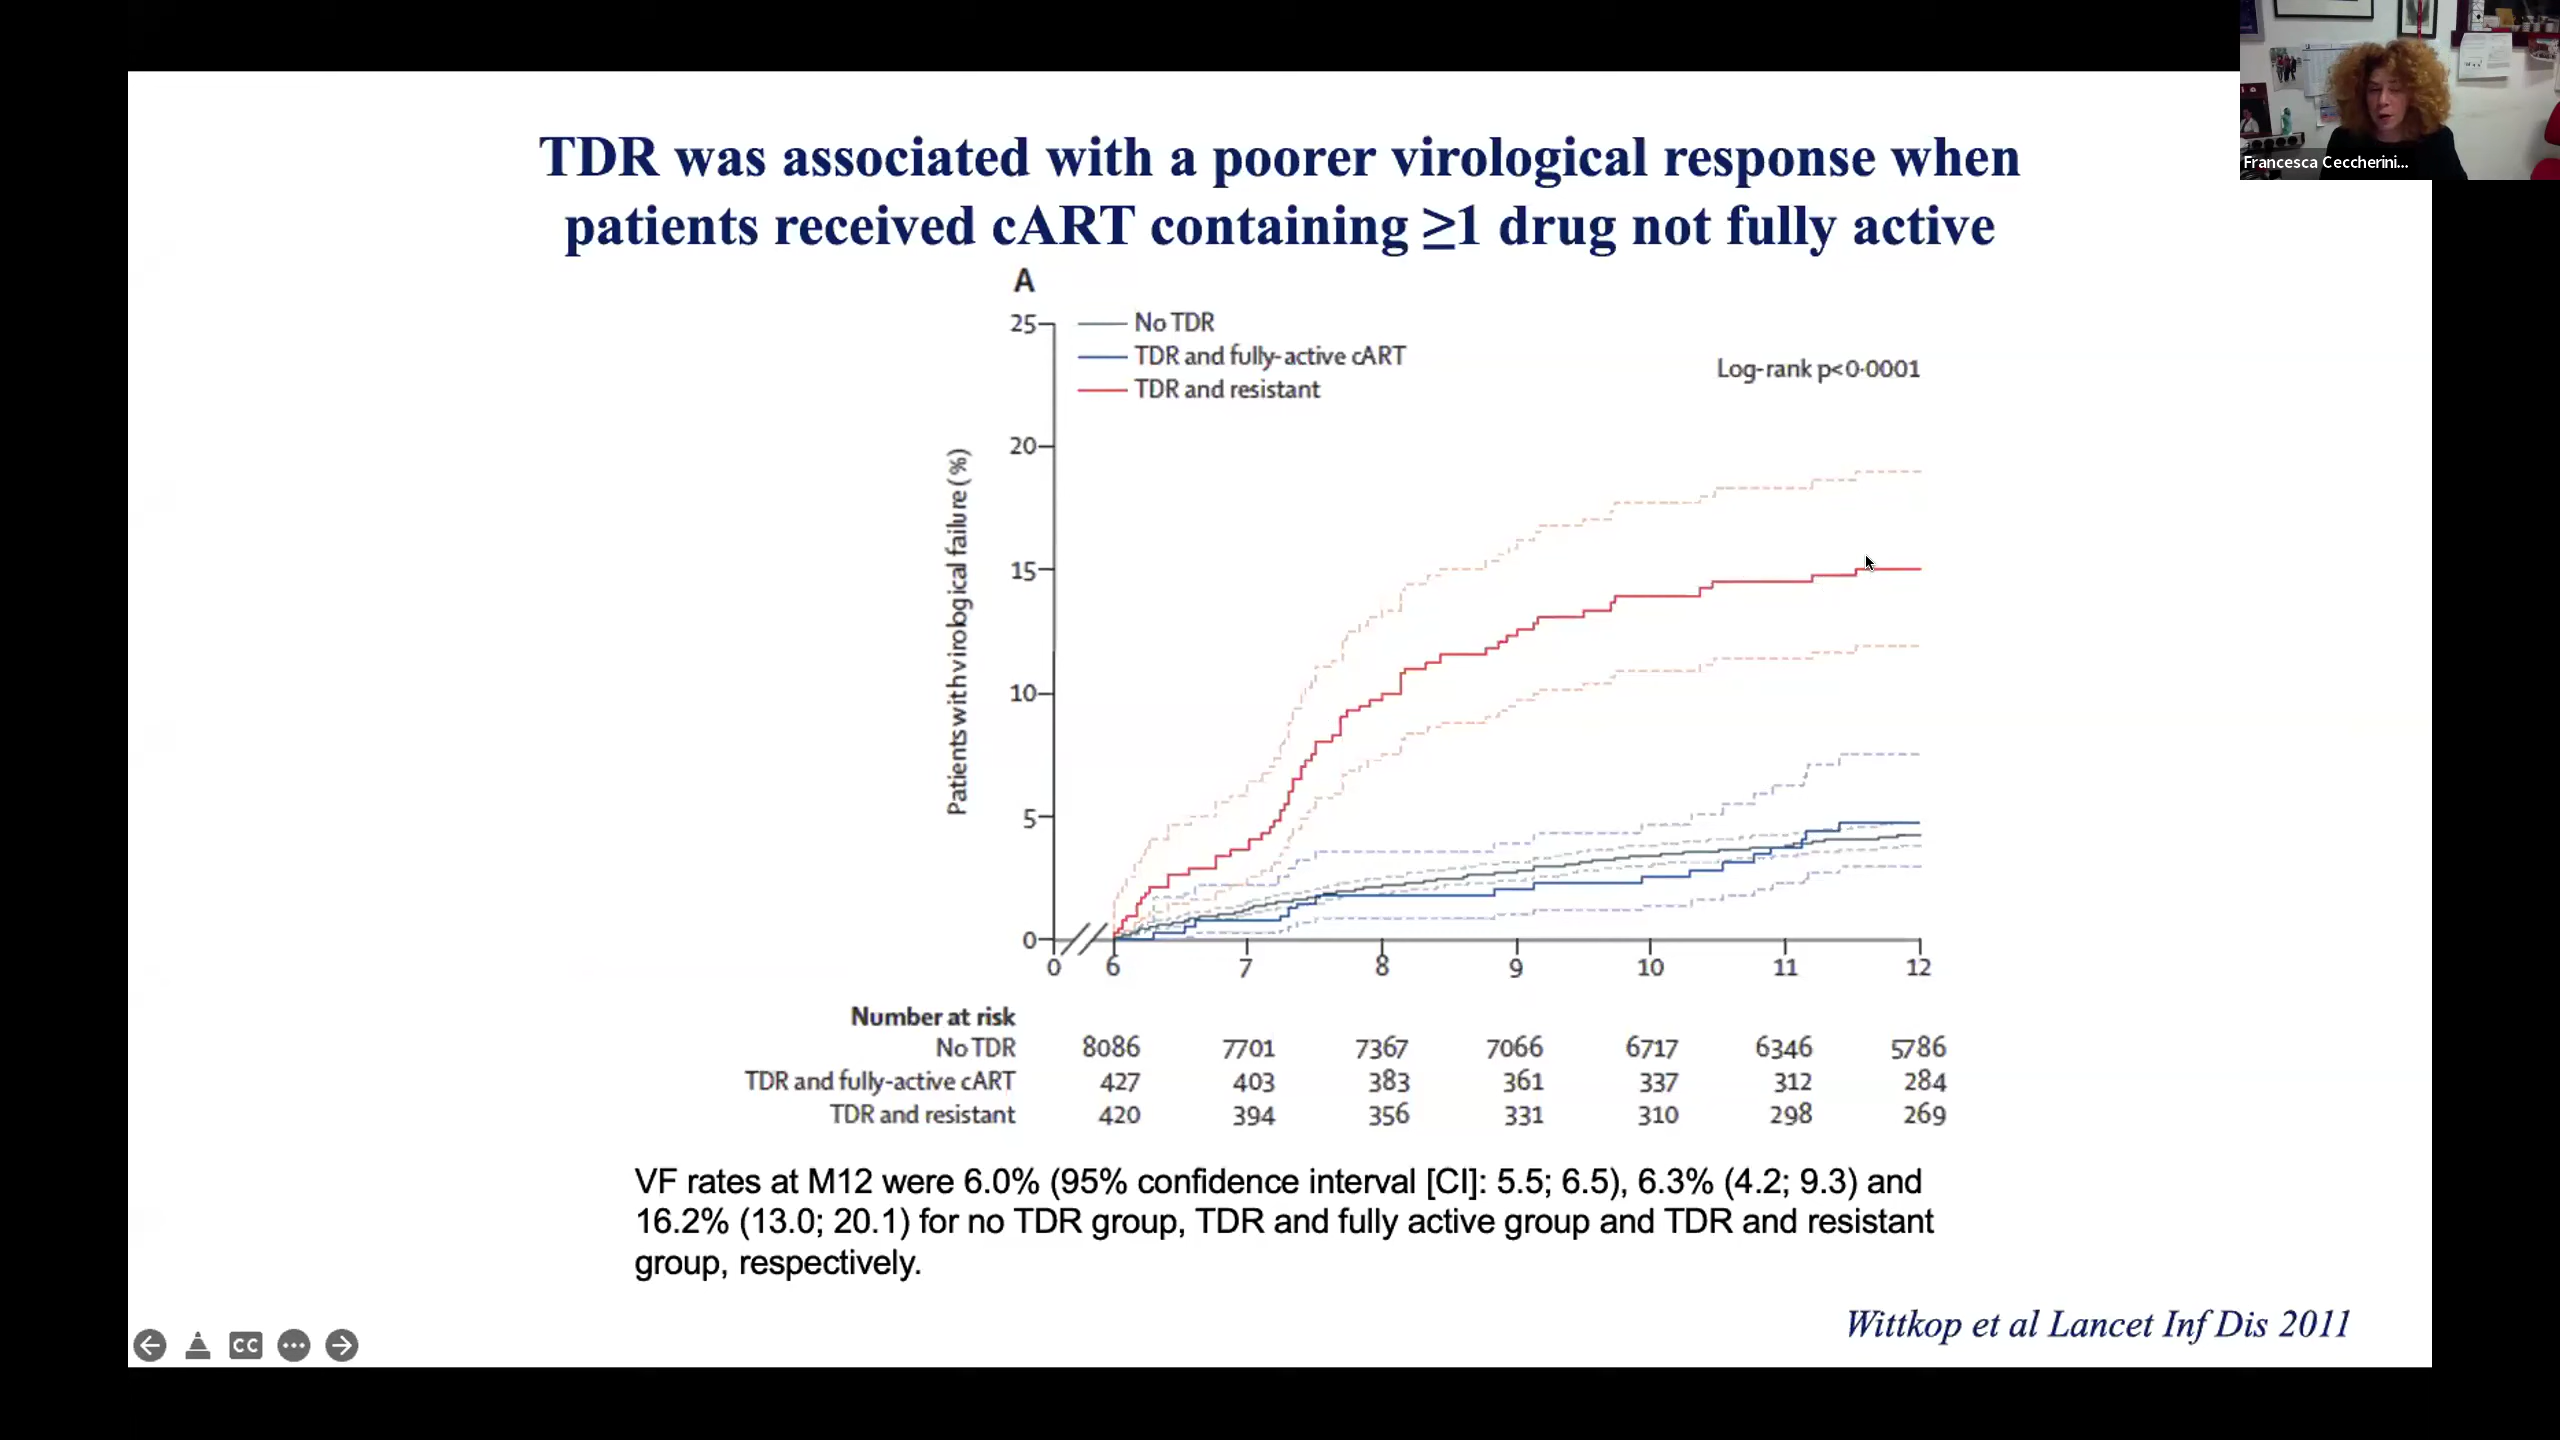 Francesca Ceccherini...
TDR was associated with a poorer virological response when
patients received cART containing ≥1 drug not fully active
A
25
No TDR
TDR and fully-active cART
TDR and resistant
Log-rank p<0·0001
20
15
10
5
0
Patients with virological failure (%)
0 6 7 8 9 10 11 12
Number at risk
No TDR 8086 7701 7367 7066 6717 6346 5786
TDR and fully-active cART 427 403 383 361 337 312 284
TDR and resistant 420 394 356 331 310 298 269
VF rates at M12 were 6.0% (95% confidence interval [CI]: 5.5; 6.5), 6.3% (4.2; 9.3) and
16.2% (13.0; 20.1) for no TDR group, TDR and fully active group and TDR and resistant
group, respectively.
Wittkop et al Lancet Inf Dis 2011
CC